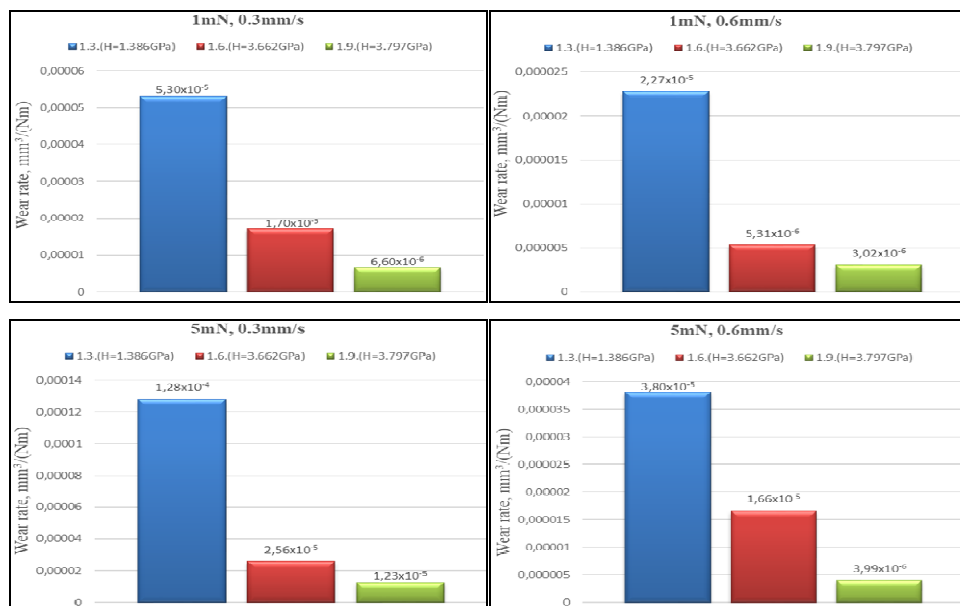 1mN, 0.3mm/s
1.3.(H=1.386GPa) 1.6.(H=3.662GPa) 1.9.(H=3.797GPa)
Wear rate, mm³/(Nm)
0,00006
0,00005
0,00004
0,00003
0,00002
0,00001
0
5,30x10⁻⁵
1,70x10⁻⁵
6,60x10⁻⁶
1mN, 0.6mm/s
1.3.(H=1.386GPa) 1.6.(H=3.662GPa) 1.9.(H=3.797GPa)
Wear rate, mm³/(Nm)
0,000025
0,00002
0,000015
0,00001
0,000005
0
2,27x10⁻⁵
5,31x10⁻⁶
3,02x10⁻⁶
5mN, 0.3mm/s
1.3.(H=1.386GPa) 1.6.(H=3.662GPa) 1.9.(H=3.797GPa)
Wear rate, mm³/(Nm)
0,00014
0,00012
0,0001
0,00008
0,00006
0,00004
0,00002
0
1,28x10⁻⁴
2,56x10⁻⁵
1,23x10⁻⁵
5mN, 0.6mm/s
1.3.(H=1.386GPa) 1.6.(H=3.662GPa) 1.9.(H=3.797GPa)
Wear rate, mm³/(Nm)
0,00004
0,000035
0,00003
0,000025
0,00002
0,000015
0,00001
0,000005
0
3,80x10⁻⁵
1,66x10⁻⁵
3,99x10⁻⁶